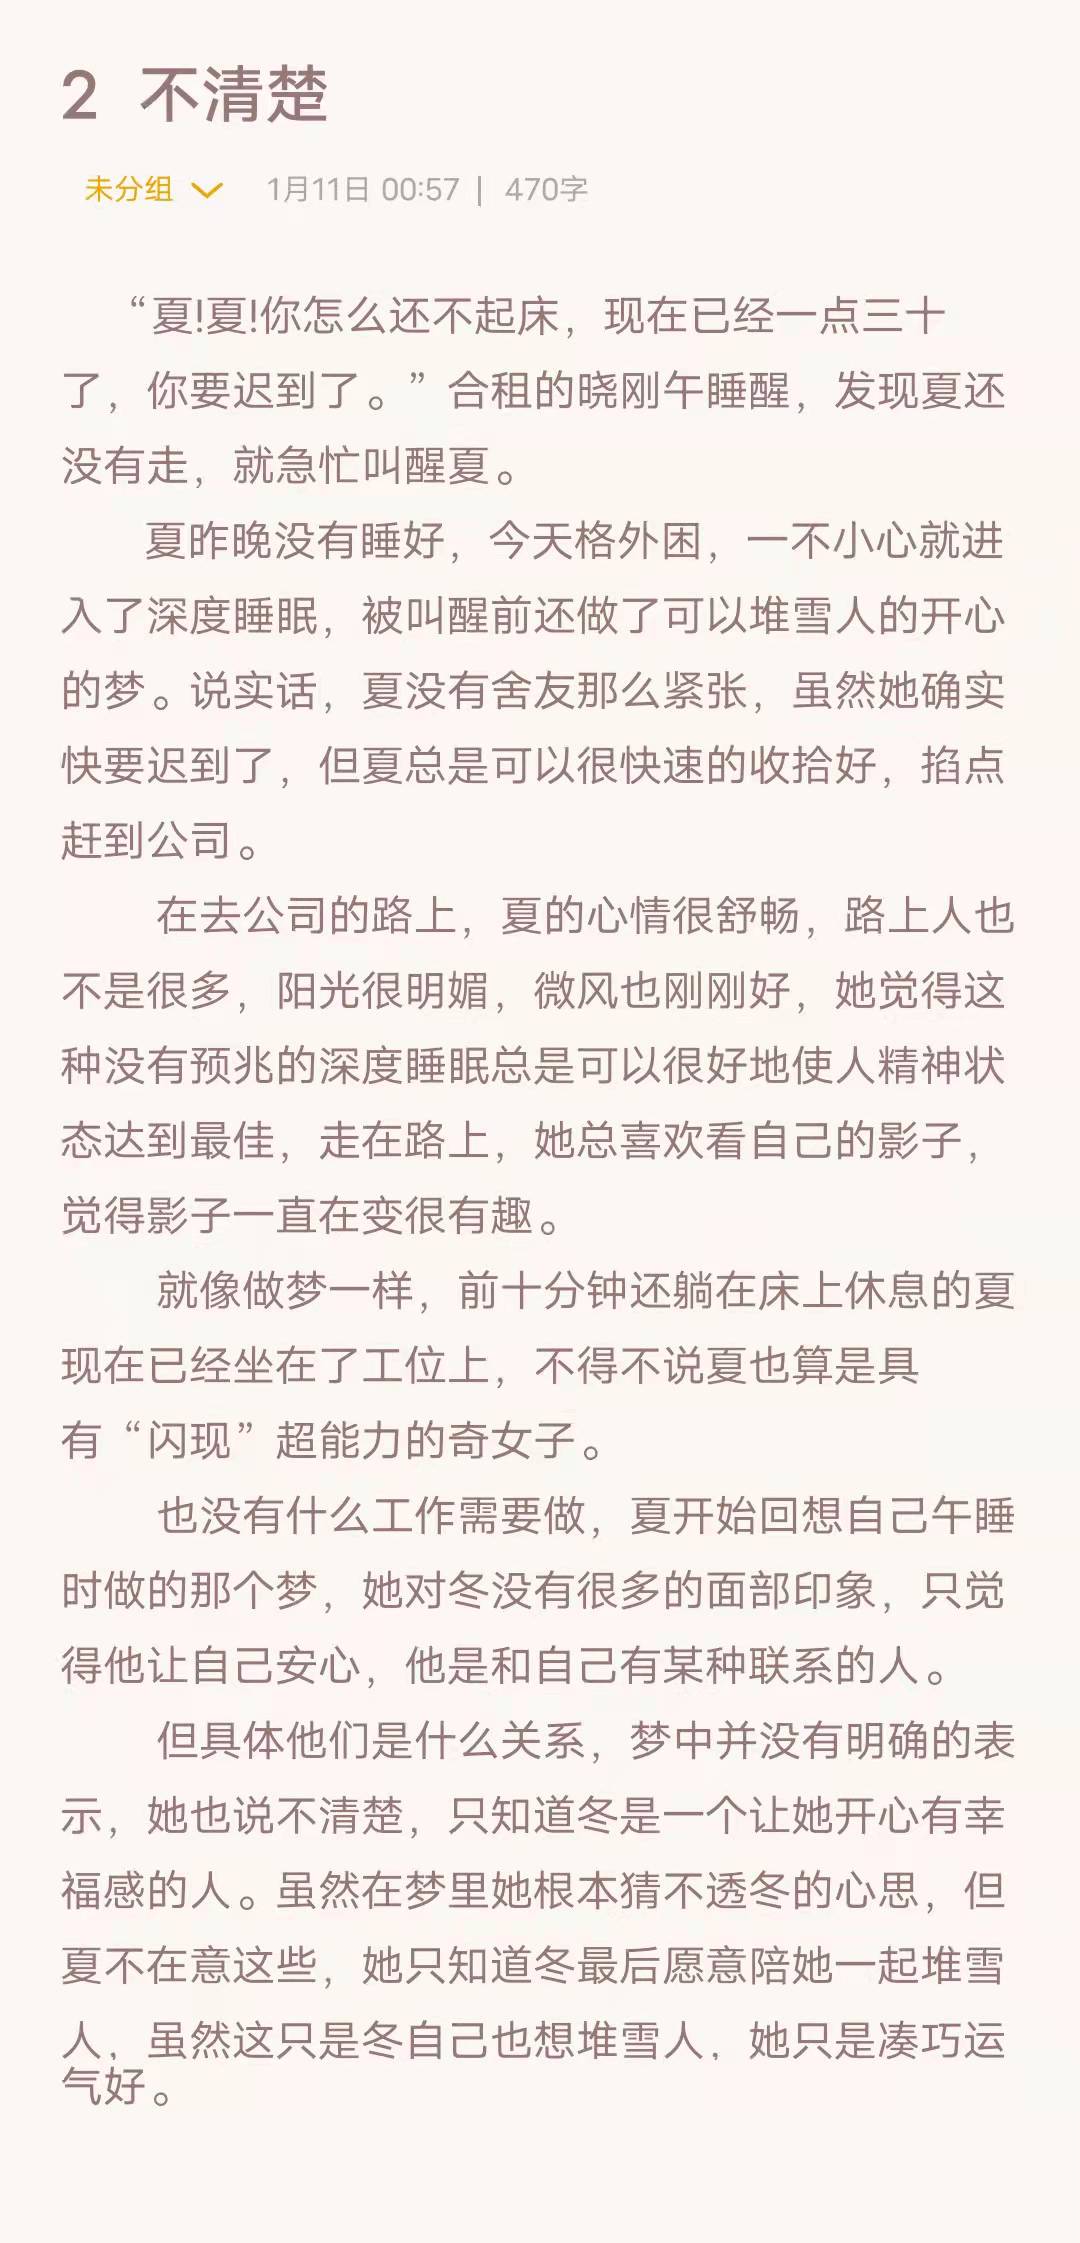 2 不清楚
未分组 1月11日 00:57 | 470字
“夏!夏!你怎么还不起床，现在已经一点三十
了，你要迟到了。”合租的晓刚午睡醒，发现夏还
没有走，就急忙叫醒夏。
夏昨晚没有睡好，今天格外困，一不小心就进
入了深度睡眠，被叫醒前还做了可以堆雪人的开心
的梦。说实话，夏没有舍友那么紧张，虽然她确实
快要迟到了，但夏总是可以很快速的收拾好，掐点
赶到公司。
在去公司的路上，夏的心情很舒畅，路上人也
不是很多，阳光很明媚，微风也刚刚好，她觉得这
种没有预兆的深度睡眠总是可以很好地使人精神状
态达到最佳，走在路上，她总喜欢看自己的影子，
觉得影子一直在变很有趣。
就像做梦一样，前十分钟还躺在床上休息的夏
现在已经坐在了工位上，不得不说夏也算是具
有“闪现”超能力的奇女子。
也没有什么工作需要做，夏开始回想自己午睡
时做的那个梦，她对冬没有很多的面部印象，只觉
得他让自己安心，他是和自己有某种联系的人。
但具体他们是什么关系，梦中并没有明确的表
示，她也说不清楚，只知道冬是一个让她开心有幸
福感的人。虽然在梦里她根本猜不透冬的心思，但
夏不在意这些，她只知道冬最后愿意陪她一起堆雪
人，虽然这只是冬自己也想堆雪人，她只是凑巧运
气好。